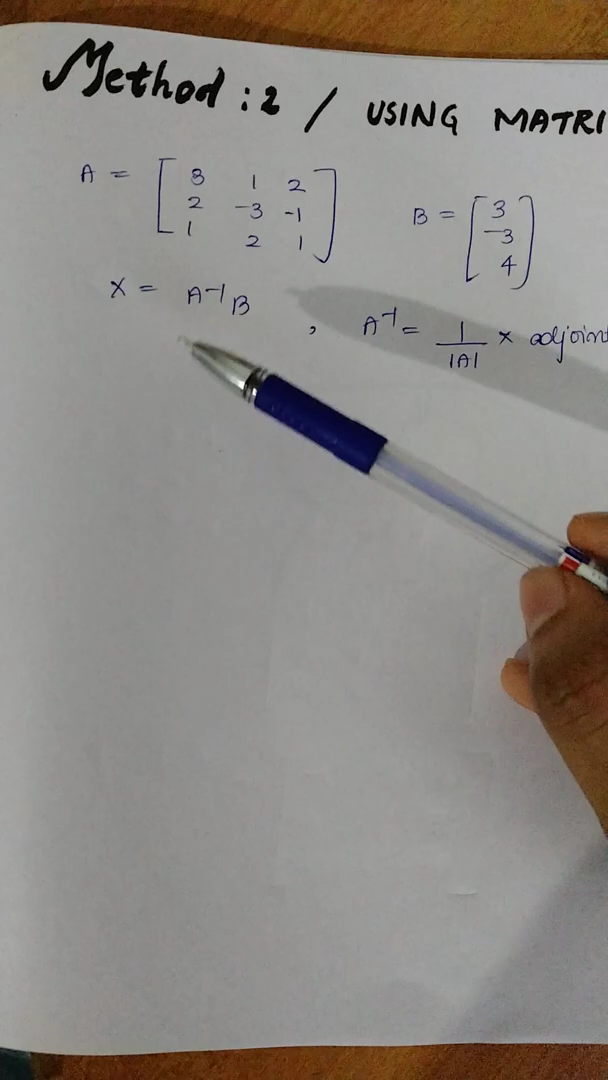 Method : 2 / USING MATRI
A = [ 3 1 2
2 -3 -1
1 2 1 ]
B = [ 3
-3
4 ]
X = A⁻¹B , A⁻¹ = 1/|A| × adjoint